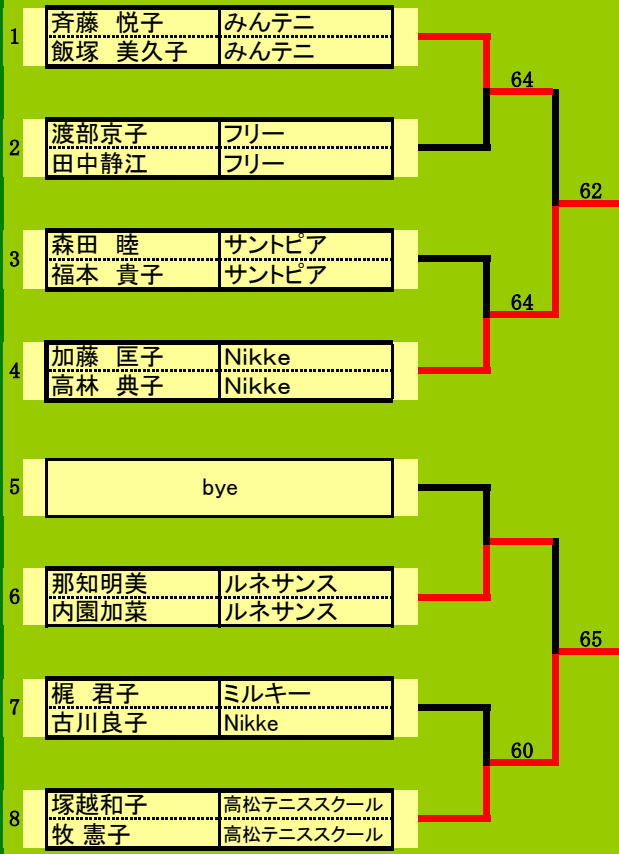 1
斉藤　悦子 みんテニ
飯塚　美久子 みんテニ
64
2
渡部京子 フリー
田中静江 フリー
62
3
森田　睦 サントピア
福本　貴子 サントピア
64
4
加藤　匡子 Nikke
高林　典子 Nikke
5
bye
6
那知明美 ルネサンス
内園加菜 ルネサンス
65
7
梶　君子 ミルキー
古川良子 Nikke
60
8
塚越和子 高松テニススクール
牧 憲子 高松テニススクール